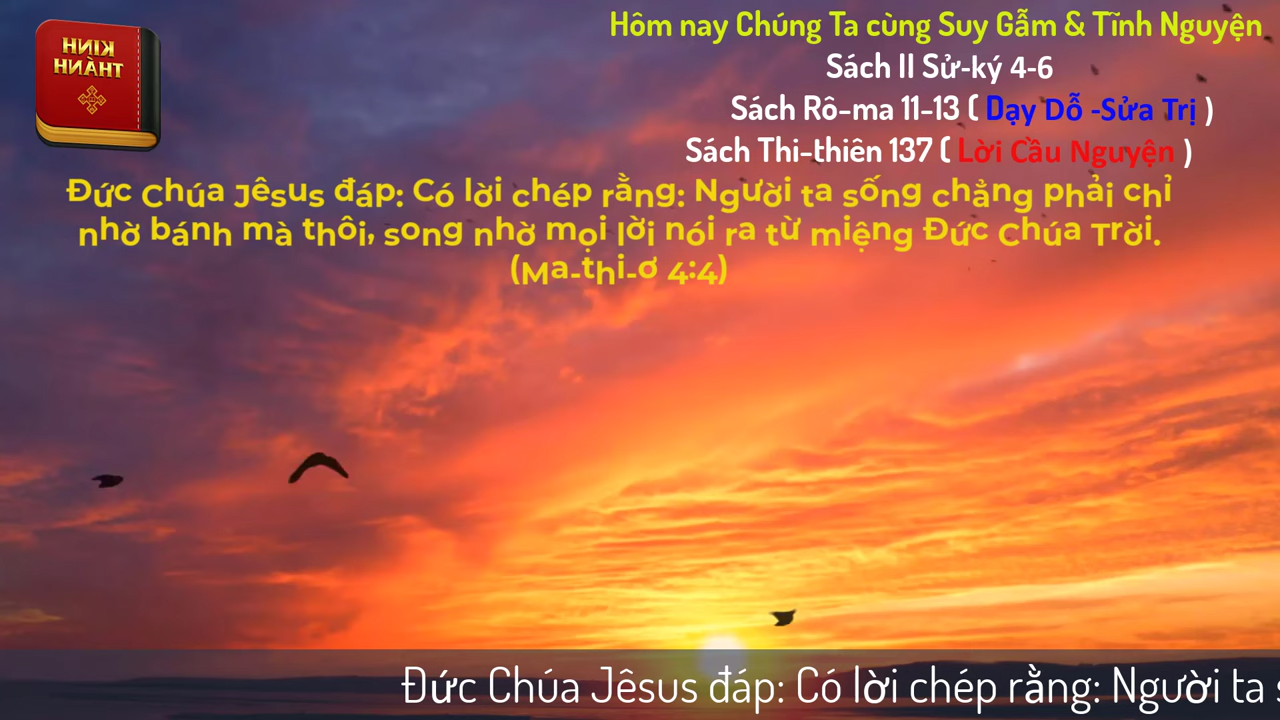 KINH
THÀNH
Hôm nay Chúng Ta cùng Suy Gẫm & Tĩnh Nguyện
Sách II Sử-ký 4-6
Sách Rô-ma 11-13 ( Dạy Dỗ -Sửa Trị )
Sách Thi-thiên 137 ( Lời Cầu Nguyện )
Đức Chúa Jêsus đáp: Có lời chép rằng: Người ta sống chẳng phải chỉ
nhờ bánh mà thôi, song nhờ mọi lời nói ra từ miệng Đức Chúa Trời.
(Ma-thi-ơ 4:4)
Đức Chúa Jêsus đáp: Có lời chép rằng: Người ta s